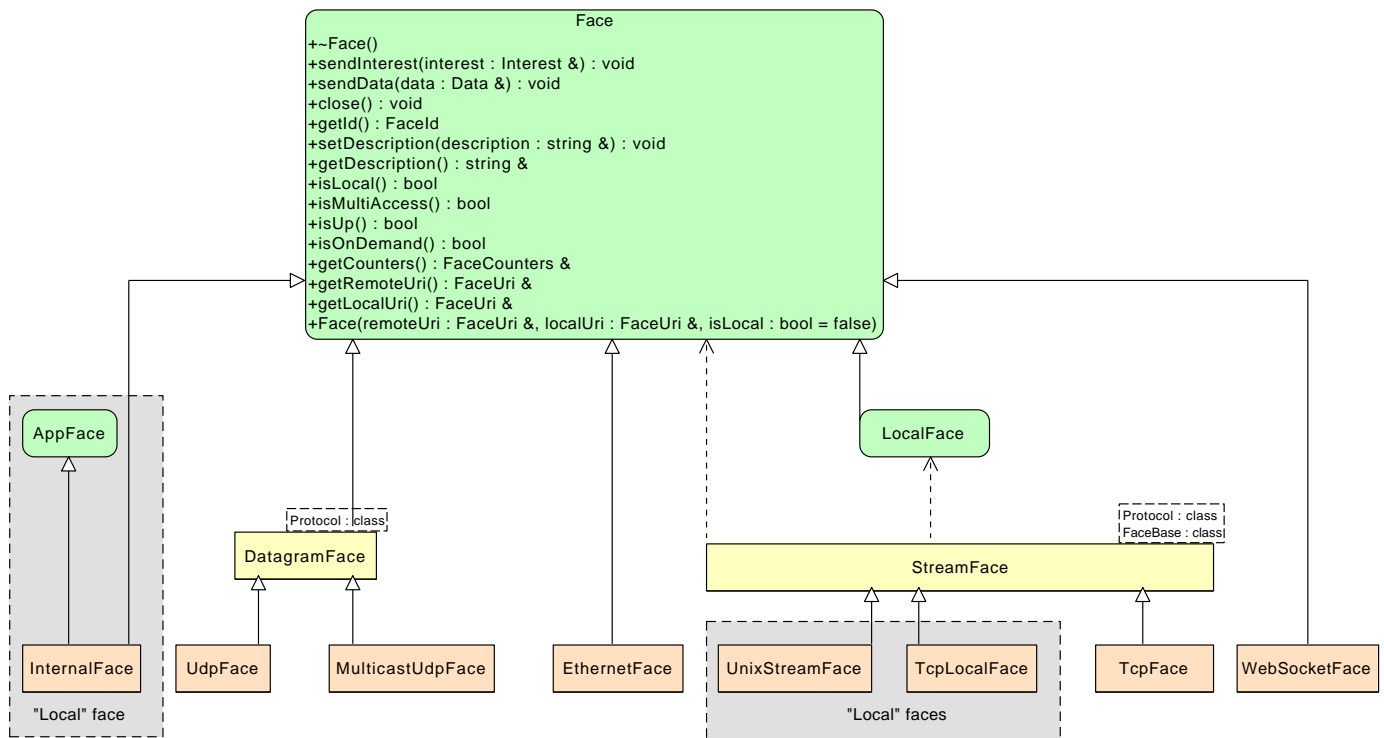 Face
+~Face()
+sendInterest(interest : Interest &) : void
+sendData(data : Data &) : void
+close() : void
+getId() : FaceId
+setDescription(description : string &) : void
+getDescription() : string &
+isLocal() : bool
+isMultiAccess() : bool
+isUp() : bool
+isOnDemand() : bool
+getCounters() : FaceCounters &
+getRemoteUri() : FaceUri &
+getLocalUri() : FaceUri &
+Face(remoteUri : FaceUri &, localUri : FaceUri &, isLocal : bool = false)
AppFace
LocalFace
Protocol : class
DatagramFace
Protocol : class
FaceBase : class
StreamFace
InternalFace
UdpFace
MulticastUdpFace
EthernetFace
UnixStreamFace
TcpLocalFace
TcpFace
WebSocketFace
"Local" face
"Local" faces